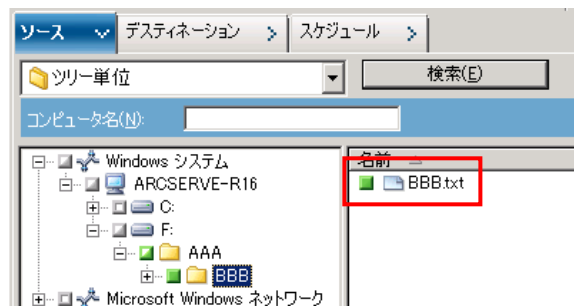 ソース デスティネーション スケジュール
ツリー単位 検索(E)
コンピュータ名(N):
Windows システム
ARCSERVE-R16
C:
F:
AAA
BBB
Microsoft Windows ネットワーク
名前
BBB.txt